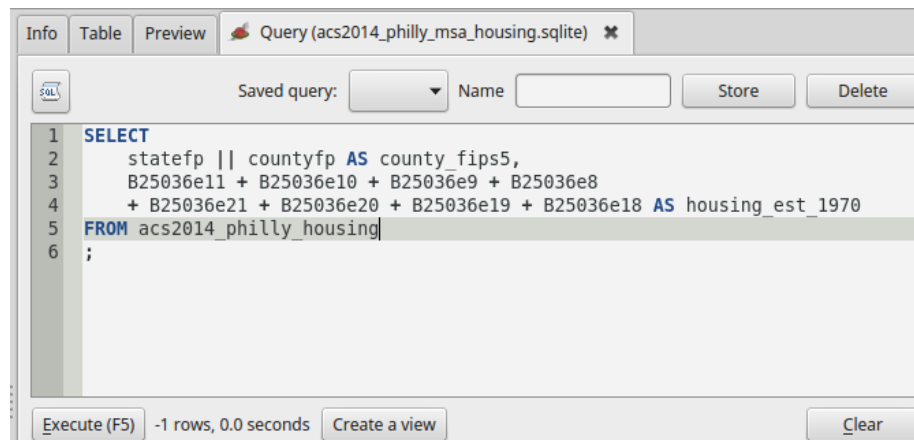 Info Table Preview Query (acs2014_philly_msa_housing.sqlite)
SQL Saved query: Name Store Delete
1 SELECT
2 statefp || countyfp AS county_fips5,
3 B25036e11 + B25036e10 + B25036e9 + B25036e8
4 + B25036e21 + B25036e20 + B25036e19 + B25036e18 AS housing_est_1970
5 FROM acs2014_philly_housing
6 ;
Execute (F5) -1 rows, 0.0 seconds Create a view Clear